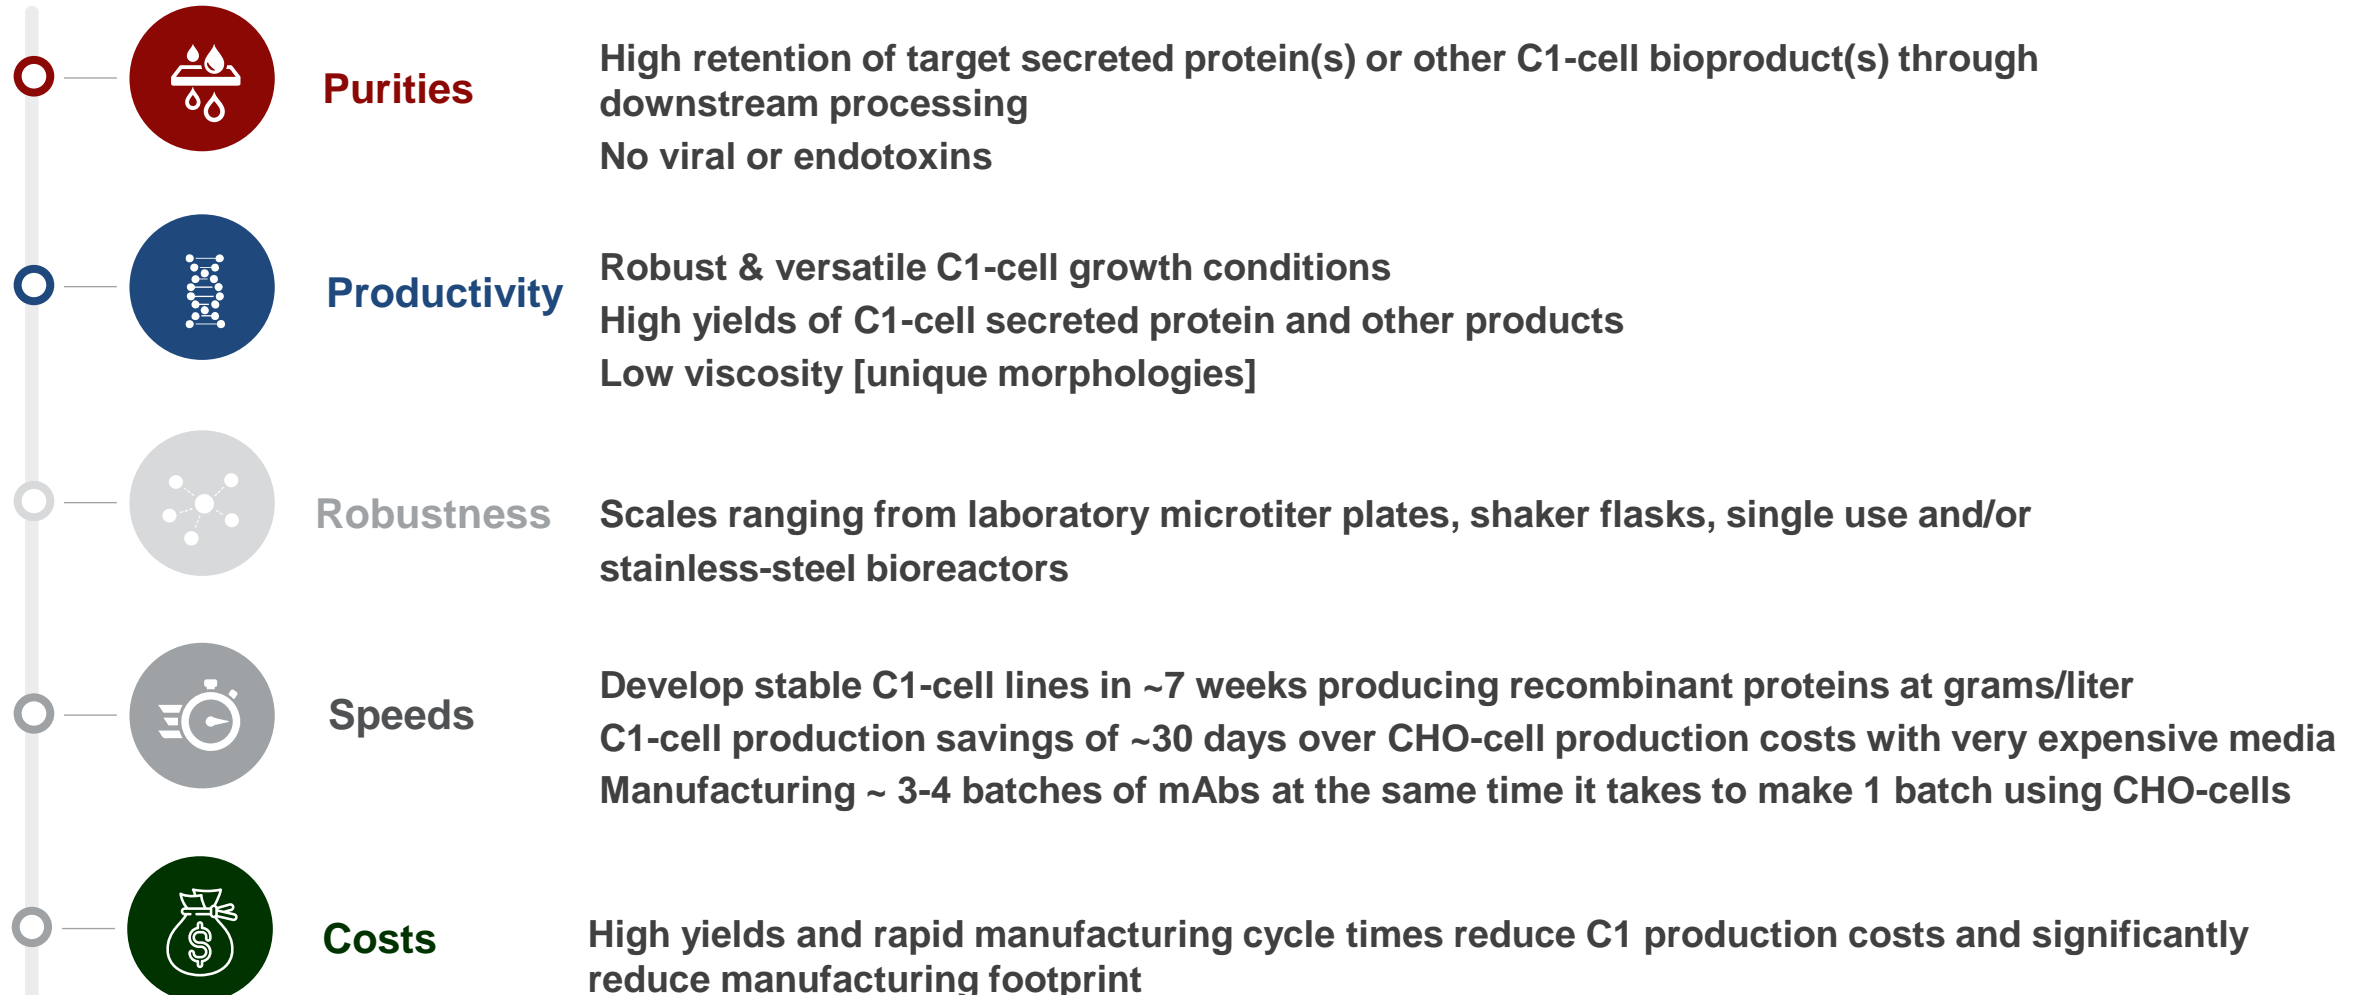 Purities
High retention of target secreted protein(s) or other C1-cell bioproduct(s) through
downstream processing
No viral or endotoxins
Productivity
Robust & versatile C1-cell growth conditions
High yields of C1-cell secreted protein and other products
Low viscosity [unique morphologies]
Robustness
Scales ranging from laboratory microtiter plates, shaker flasks, single use and/or
stainless-steel bioreactors
Speeds
Develop stable C1-cell lines in ~7 weeks producing recombinant proteins at grams/liter
C1-cell production savings of ~30 days over CHO-cell production costs with very expensive media
Manufacturing ~ 3-4 batches of mAbs at the same time it takes to make 1 batch using CHO-cells
$
Costs
High yields and rapid manufacturing cycle times reduce C1 production costs and significantly
reduce manufacturing footprint